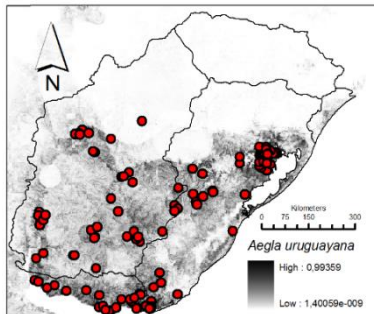 N
Kilometers
0 75 150 300
Aegla uruguayana
High : 0,99359
Low : 1,40059e-009